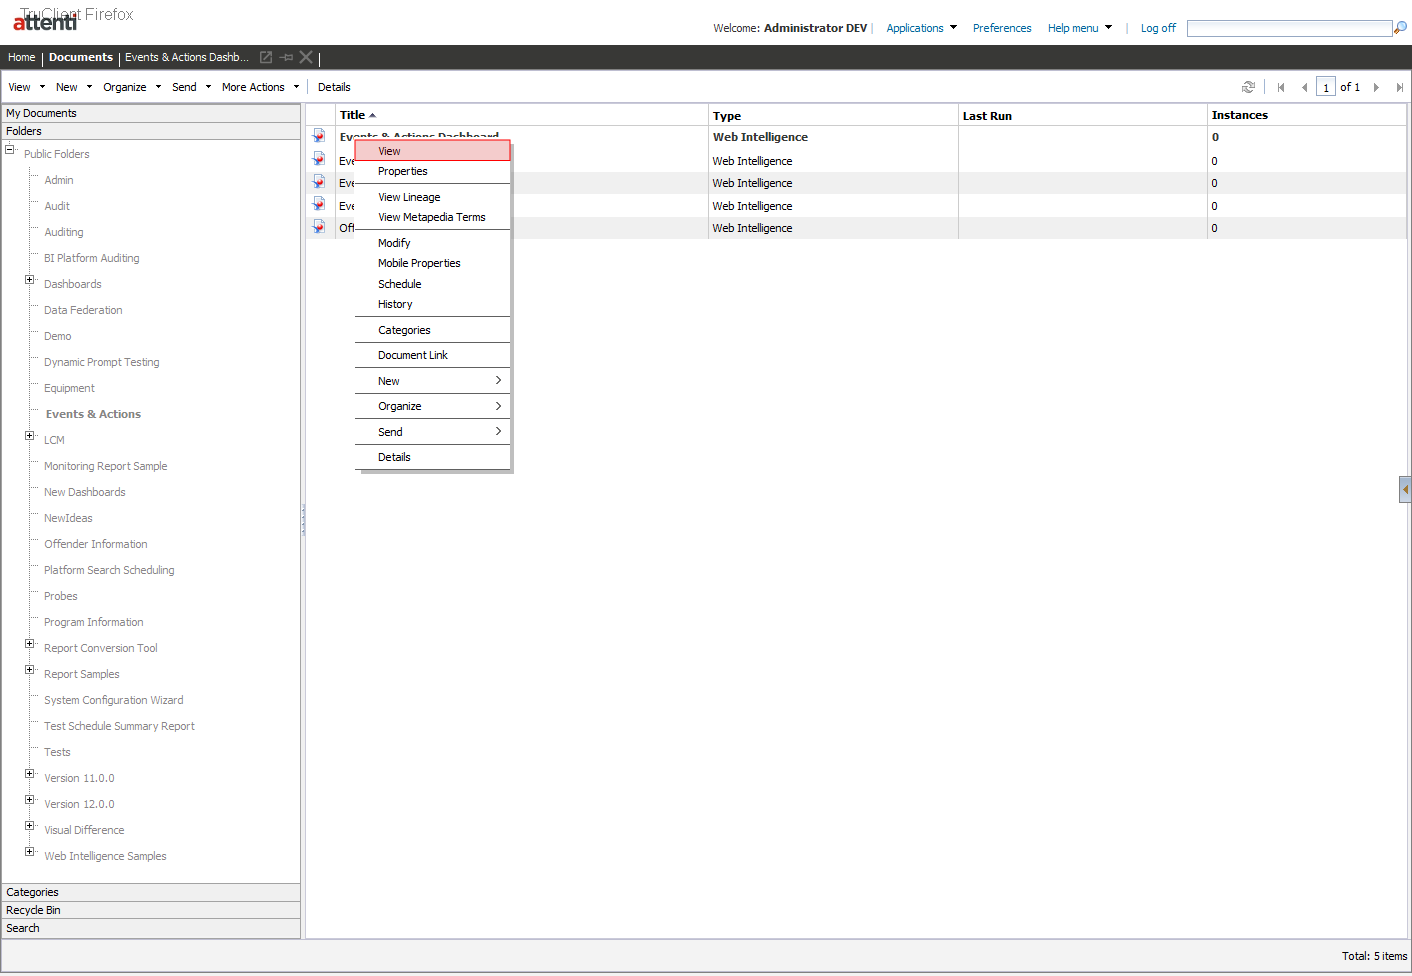 TruClient Firefox
attenti
Welcome: Administrator DEV Applications Preferences Help menu Log off
Home Documents Events & Actions Dashb...
View New Organize Send More Actions Details 1 of 1
My Documents
Folders
Public Folders
Admin
Audit
Auditing
BI Platform Auditing
Dashboards
Data Federation
Demo
Dynamic Prompt Testing
Equipment
Events & Actions
LCM
Monitoring Report Sample
New Dashboards
NewIdeas
Offender Information
Platform Search Scheduling
Probes
Program Information
Report Conversion Tool
Report Samples
System Configuration Wizard
Test Schedule Summary Report
Tests
Version 11.0.0
Version 12.0.0
Visual Difference
Web Intelligence Samples
Categories
Recycle Bin
Search
Title Type Last Run Instances
Events & Actions Dashboard Web Intelligence 0
Eve Web Intelligence 0
Eve Web Intelligence 0
Eve Web Intelligence 0
Off Web Intelligence 0
View
Properties
View Lineage
View Metapedia Terms
Modify
Mobile Properties
Schedule
History
Categories
Document Link
New
Organize
Send
Details
Total: 5 items